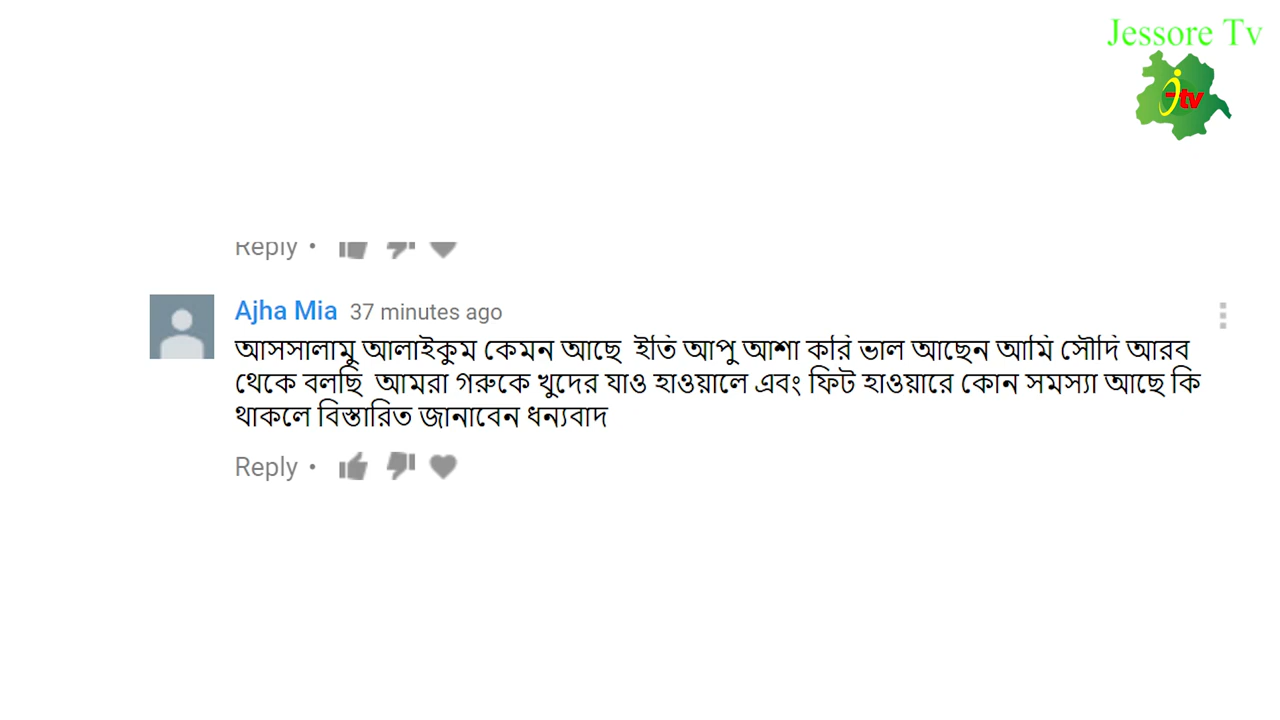 Jessore Tv
jtv
Reply •
Ajha Mia 37 minutes ago
আসসালামু আলাইকুম কেমন আছে ইতি আপু আশা করি ভাল আছেন আমি সৌদি আরব
থেকে বলছি আমরা গরুকে খুদের যাও হাওয়ালে এবং ফিট হাওয়ারে কোন সমস্যা আছে কি
থাকলে বিস্তারিত জানাবেন ধন্যবাদ
Reply •